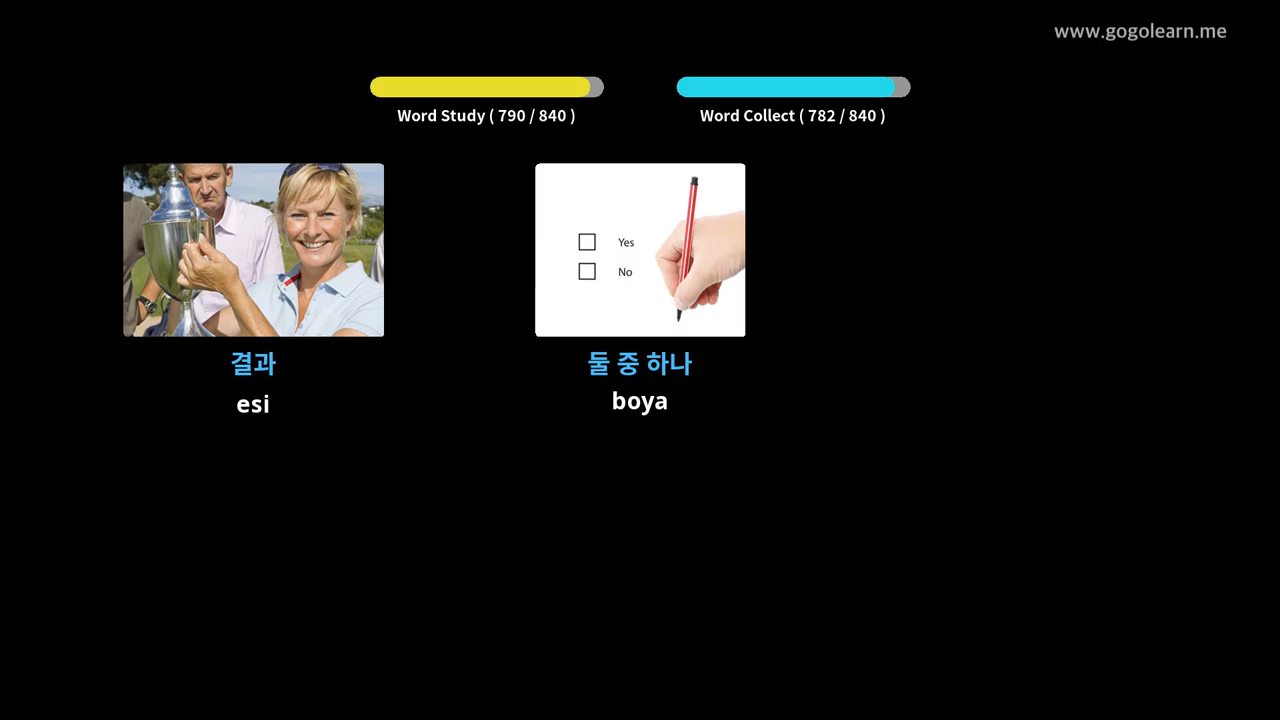 www.gogolearn.me
Word Study ( 790 / 840 )
Word Collect ( 782 / 840 )
Yes
No
결과
esi
둘 중 하나
boya